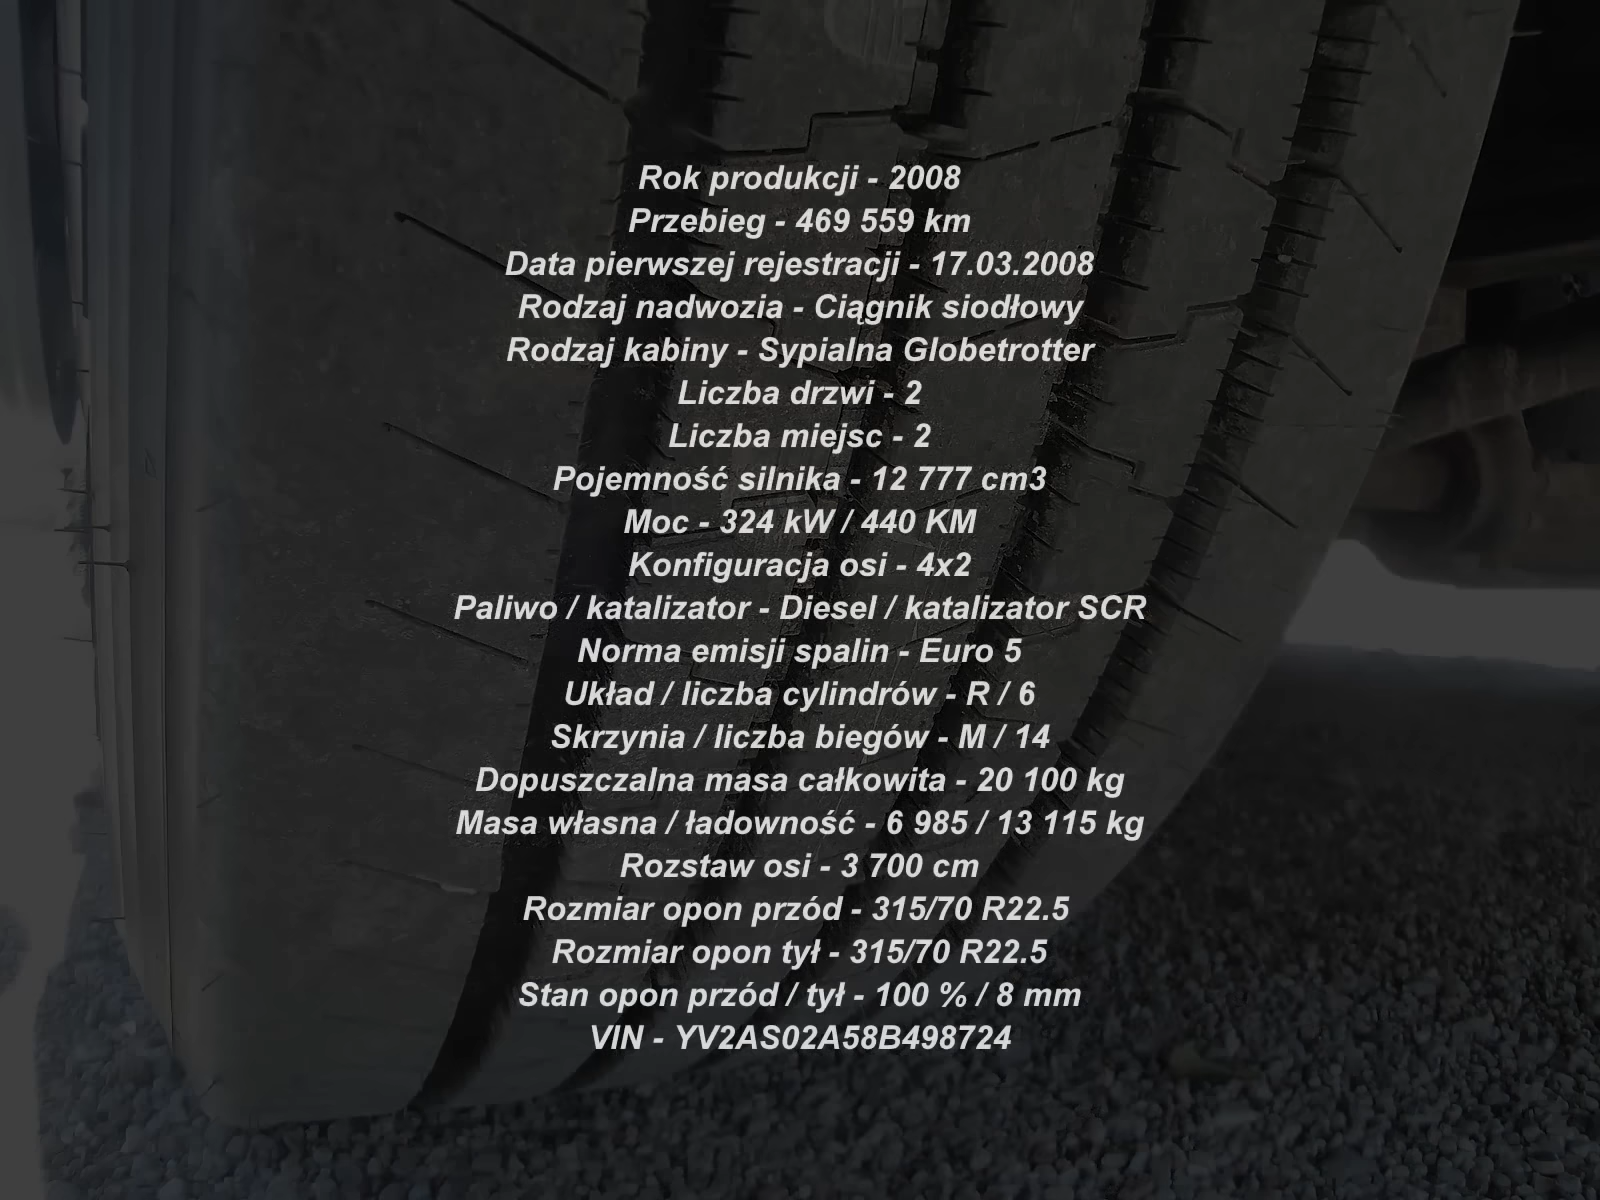 Rok produkcji - 2008
Przebieg - 469 559 km
Data pierwszej rejestracji - 17.03.2008
Rodzaj nadwozia - Ciągnik siodłowy
Rodzaj kabiny - Sypialna Globetrotter
Liczba drzwi - 2
Liczba miejsc - 2
Pojemność silnika - 12 777 cm3
Moc - 324 kW / 440 KM
Konfiguracja osi - 4x2
Paliwo / katalizator - Diesel / katalizator SCR
Norma emisji spalin - Euro 5
Układ / liczba cylindrów - R / 6
Skrzynia / liczba biegów - M / 14
Dopuszczalna masa całkowita - 20 100 kg
Masa własna / ładowność - 6 985 / 13 115 kg
Rozstaw osi - 3 700 cm
Rozmiar opon przód - 315/70 R22.5
Rozmiar opon tył - 315/70 R22.5
Stan opon przód / tył - 100 % / 8 mm
VIN - YV2AS02A58B498724